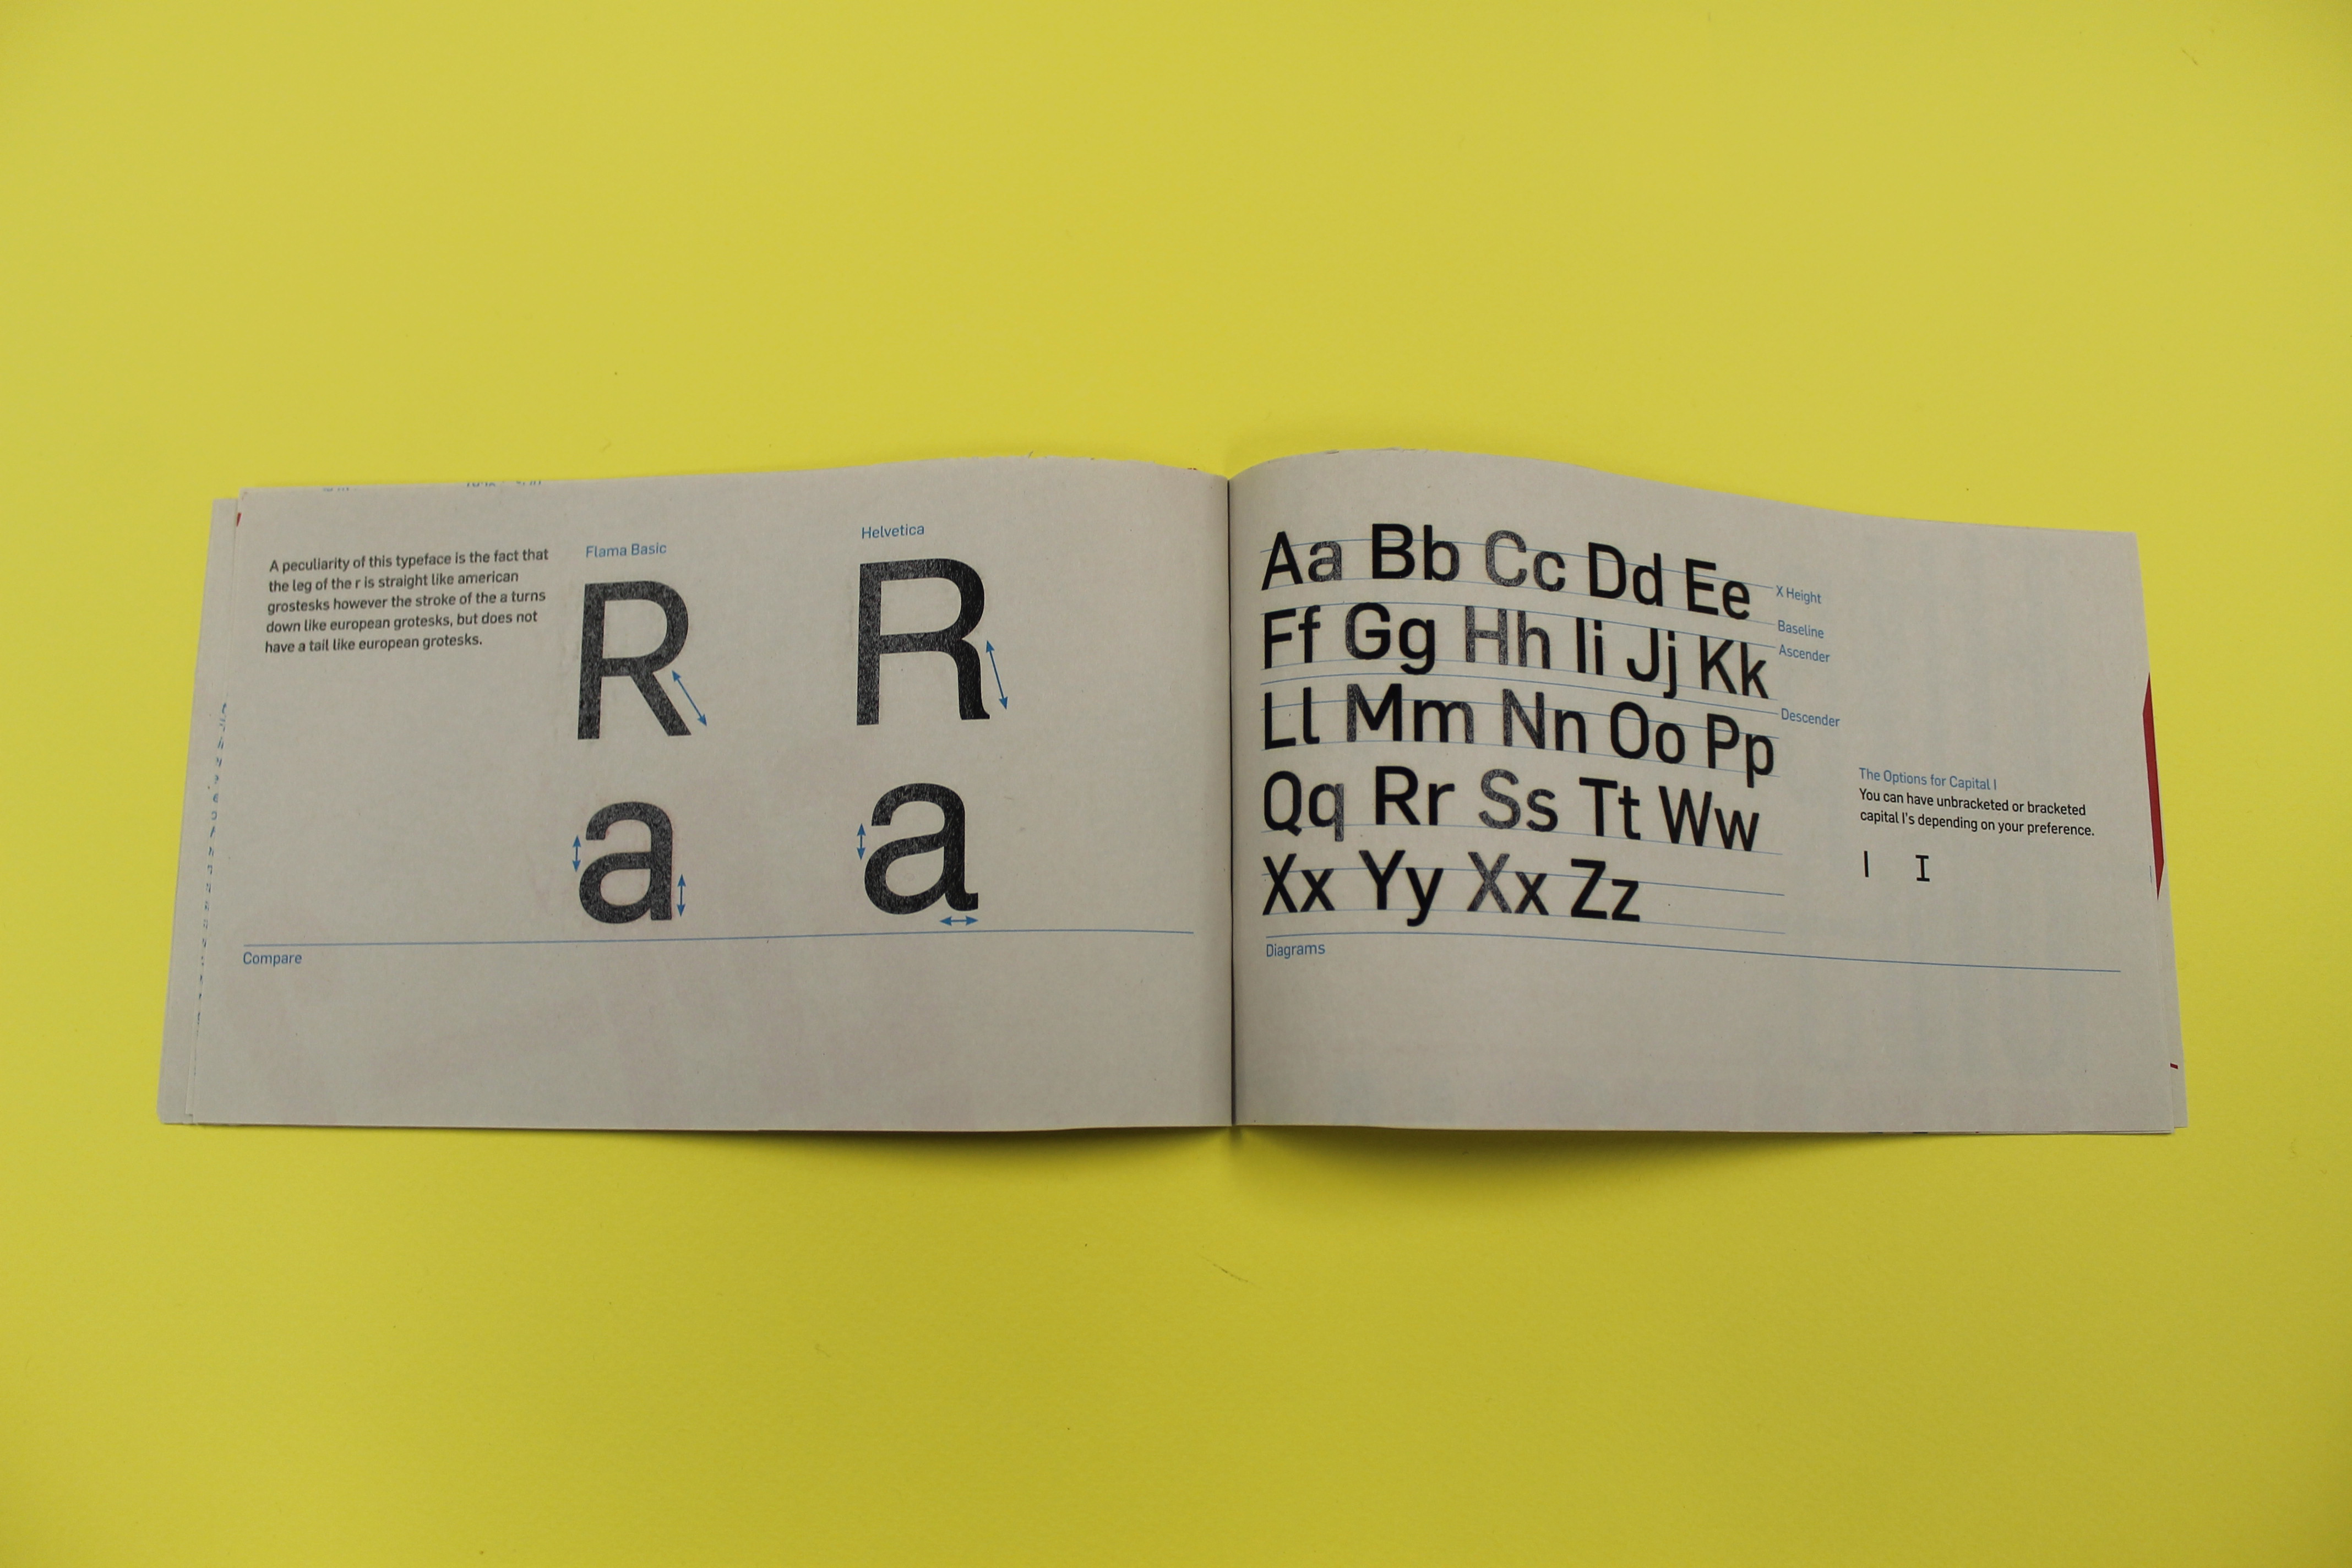 A peculiarity of this typeface is the fact that
the leg of the r is straight like american
grostesks however the stroke of the a turns
down like european grotesks, but does not
have a tail like european grotesks.
Flama Basic
R
a
Helvetica
R
a
Compare
Aa Bb Cc Dd Ee
Ff Gg Hh Ii Jj Kk
Ll Mm Nn Oo Pp
Qq Rr Ss Tt Ww
Xx Yy Xx Zz
X Height
Baseline
Ascender
Descender
The Options for Capital I
You can have unbracketed or bracketed
capital I's depending on your preference.
I I
Diagrams